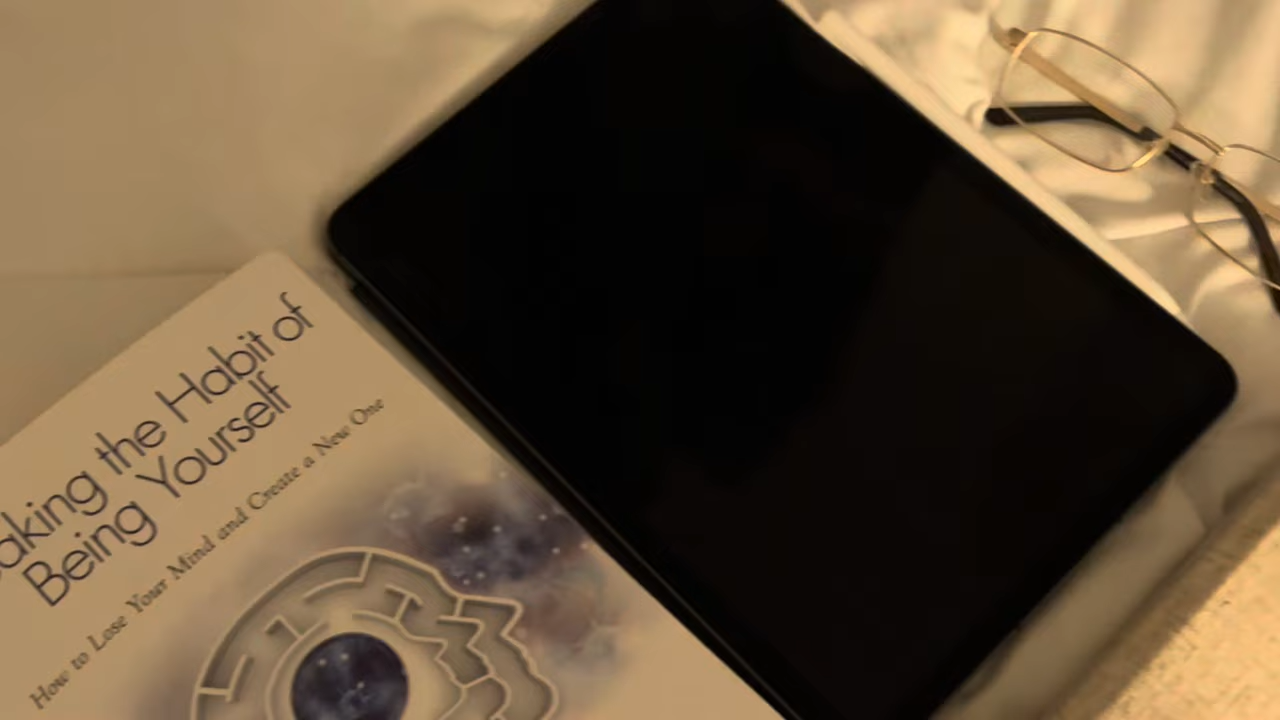 aking the Habit of
Being Yourself
How to Lose Your Mind and Create a New One